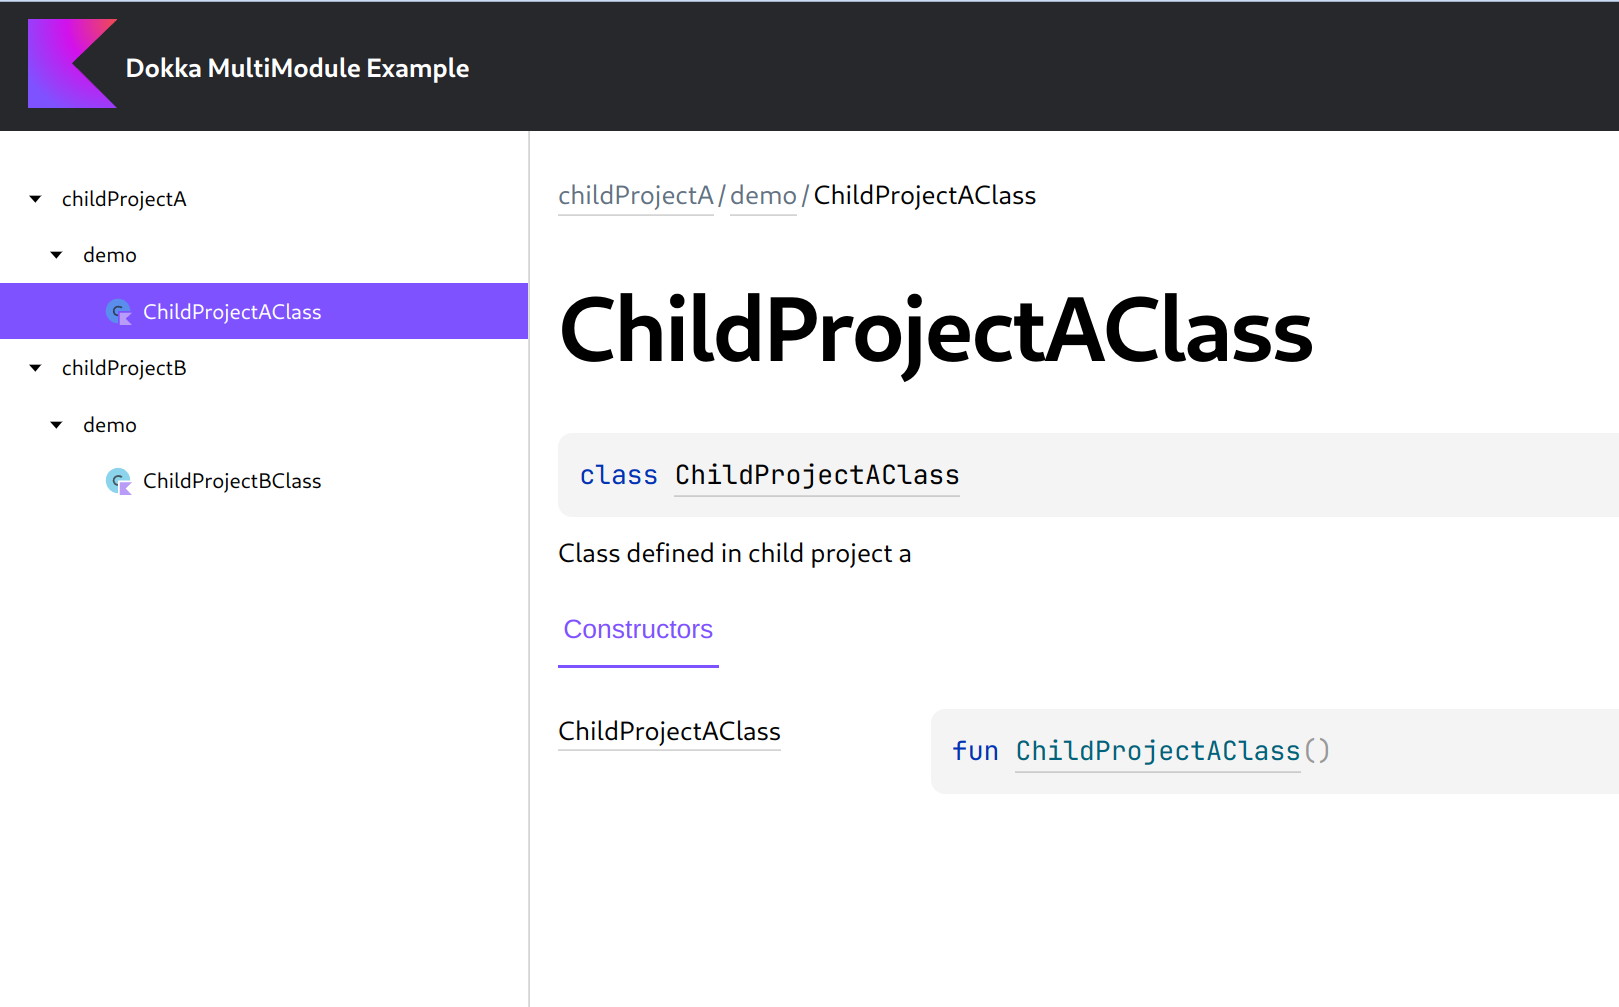 Dokka MultiModule Example
childProjectA
demo
ChildProjectAClass
childProjectB
demo
ChildProjectBClass
childProjectA/demo/ChildProjectAClass
ChildProjectAClass
class ChildProjectAClass
Class defined in child project a
Constructors
ChildProjectAClass
fun ChildProjectAClass()